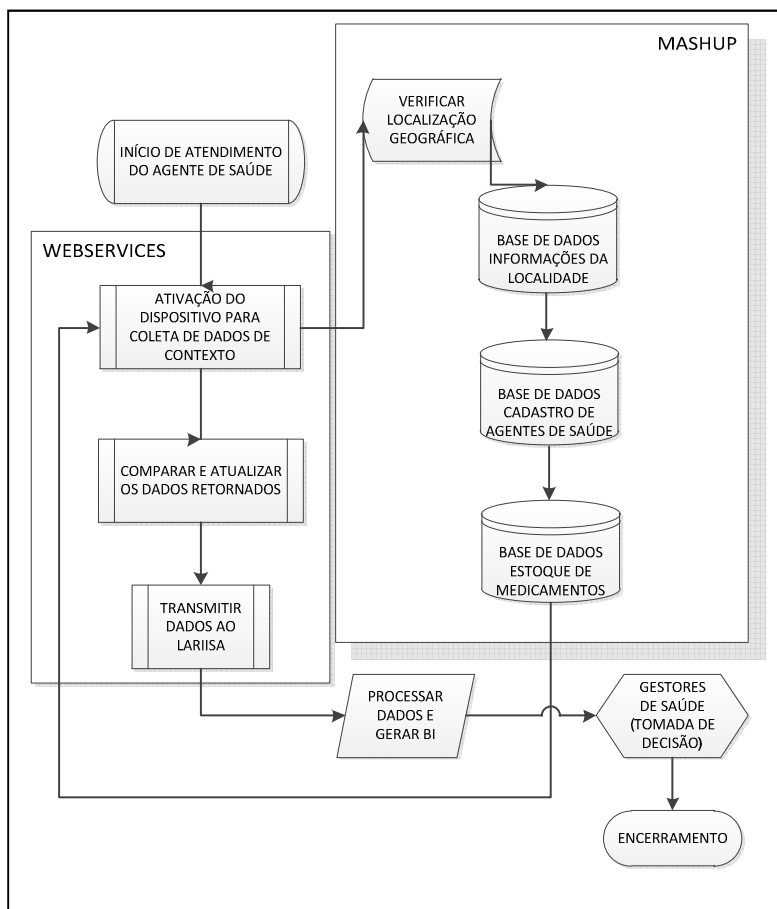 MASHUP
VERIFICAR
LOCALIZAÇÃO
GEOGRÁFICA
INÍCIO DE ATENDIMENTO
DO AGENTE DE SAÚDE
BASE DE DADOS
INFORMAÇÕES DA
LOCALIDADE
WEBSERVICES
ATIVAÇÃO DO
DISPOSITIVO PARA
COLETA DE DADOS DE
CONTEXTO
BASE DE DADOS
CADASTRO DE
AGENTES DE SAÚDE
COMPARAR E ATUALIZAR
OS DADOS RETORNADOS
BASE DE DADOS
ESTOQUE DE
MEDICAMENTOS
TRANSMITIR
DADOS AO
LARIISA
PROCESSAR
DADOS E
GERAR BI
GESTORES
DE SAÚDE
(TOMADA DE
DECISÃO)
ENCERRAMENTO